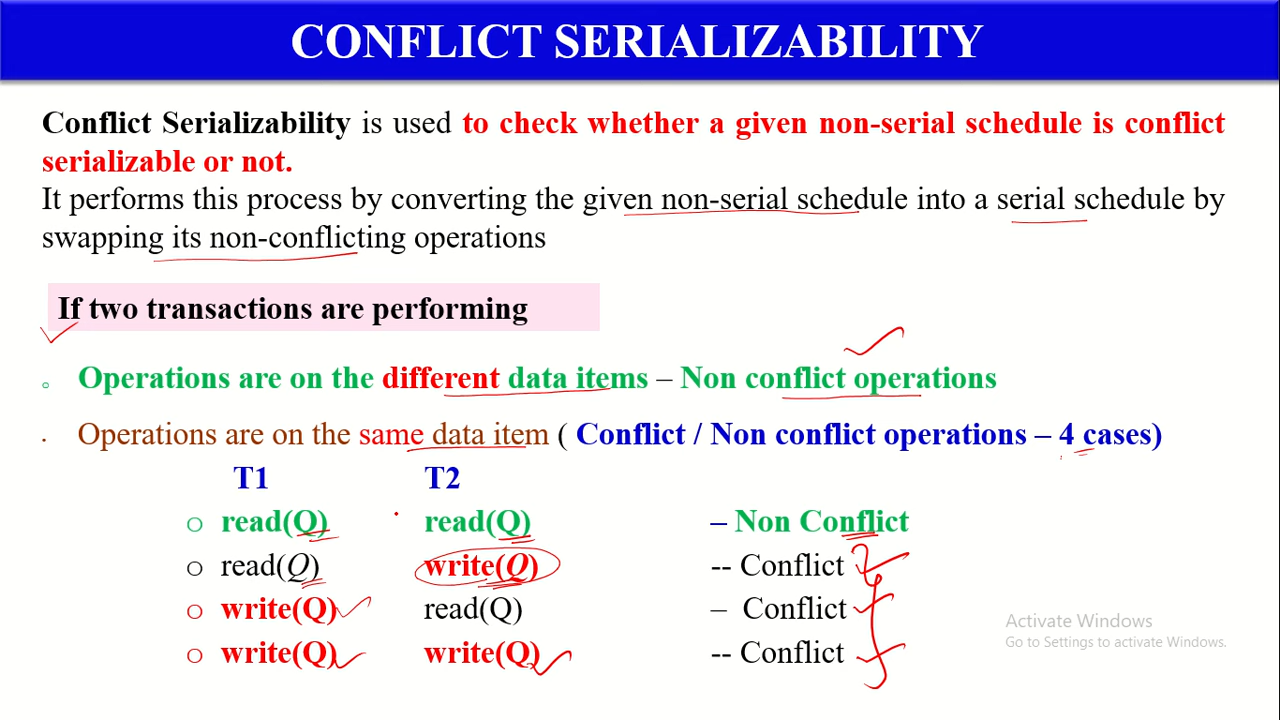 CONFLICT SERIALIZABILITY
Conflict Serializability is used to check whether a given non-serial schedule is conflict
serializable or not.
It performs this process by converting the given non-serial schedule into a serial schedule by
swapping its non-conflicting operations
If two transactions are performing
Operations are on the different data items – Non conflict operations
Operations are on the same data item ( Conflict / Non conflict operations – 4 cases)
T1 T2
read(Q) read(Q) – Non Conflict
read(Q) write(Q) -- Conflict
write(Q) read(Q) – Conflict
write(Q) write(Q) -- Conflict
Activate Windows
Go to Settings to activate Windows.